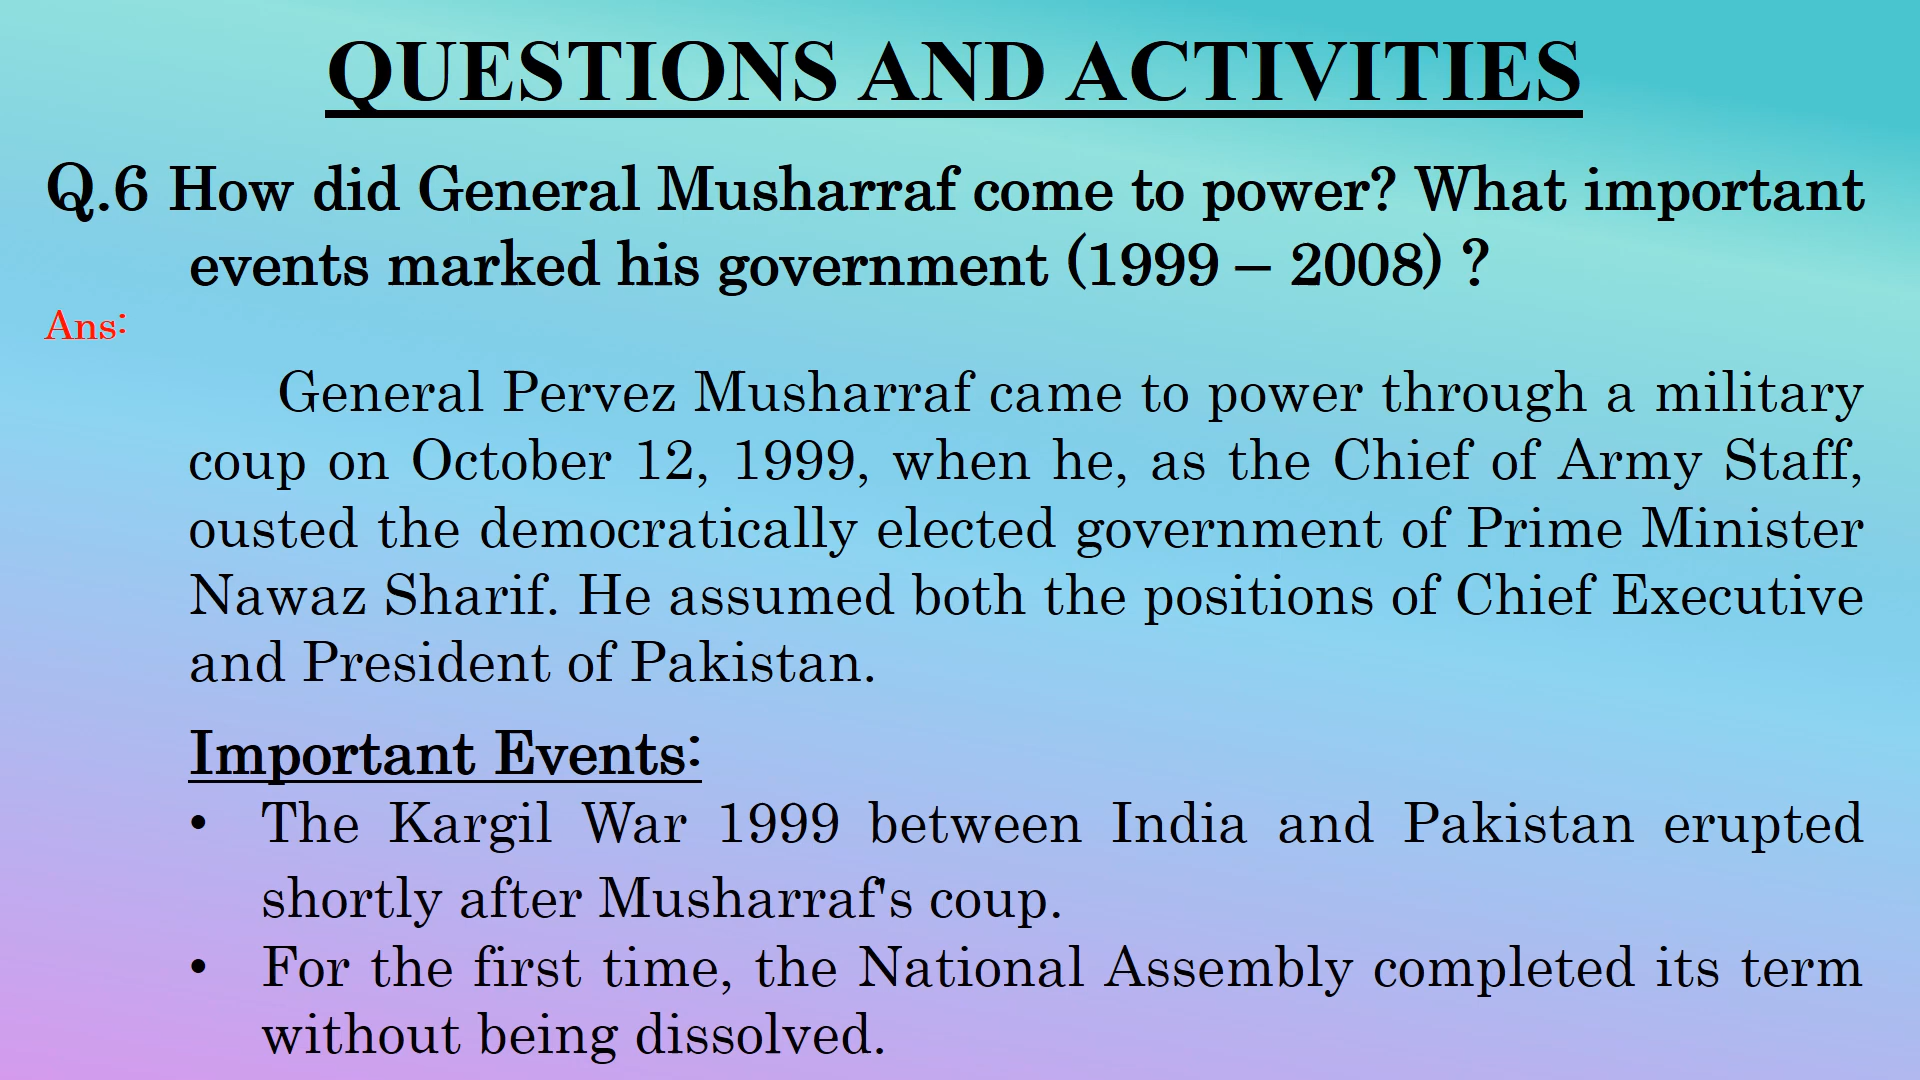 QUESTIONS AND ACTIVITIES
Q.6 How did General Musharraf come to power? What important
events marked his government (1999 – 2008) ?
Ans:
General Pervez Musharraf came to power through a military
coup on October 12, 1999, when he, as the Chief of Army Staff,
ousted the democratically elected government of Prime Minister
Nawaz Sharif. He assumed both the positions of Chief Executive
and President of Pakistan.
Important Events:
• The Kargil War 1999 between India and Pakistan erupted
shortly after Musharraf's coup.
• For the first time, the National Assembly completed its term
without being dissolved.